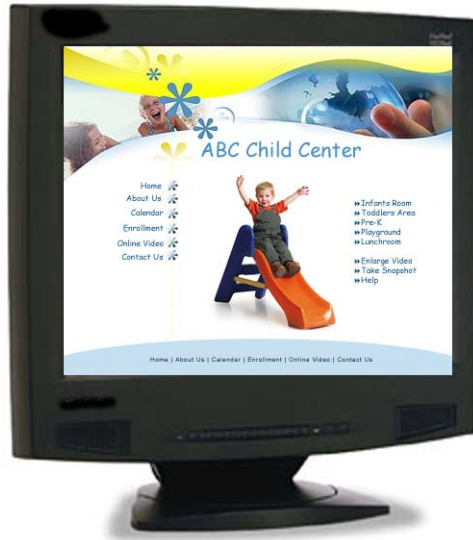 ABC Child Center
Home
About Us
Calendar
Enrollment
Online Video
Contact Us
Infants Room
Toddlers Area
Pre-K
Playground
Lunchroom
Enlarge Video
Take Snapshot
Help
Home | About Us | Calendar | Enrollment | Online Video | Contact Us